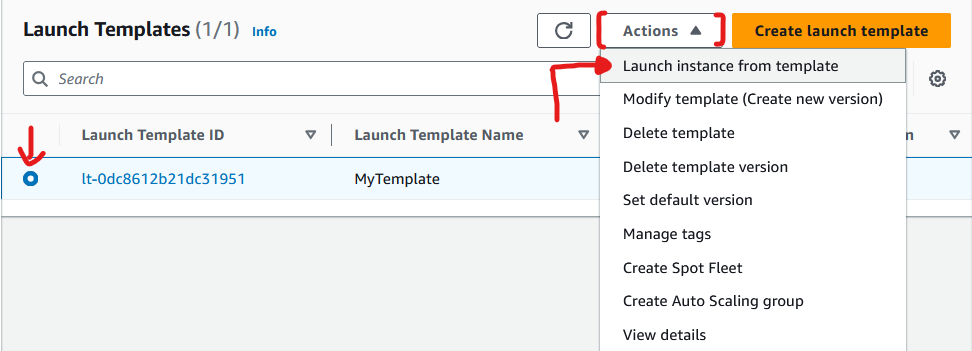 Launch Templates (1/1) Info
Actions
Create launch template
Search
Launch instance from template
Modify template (Create new version)
Delete template
Delete template version
Set default version
Manage tags
Create Spot Fleet
Create Auto Scaling group
View details
Launch Template ID
Launch Template Name
n
lt-0dc8612b21dc31951
MyTemplate